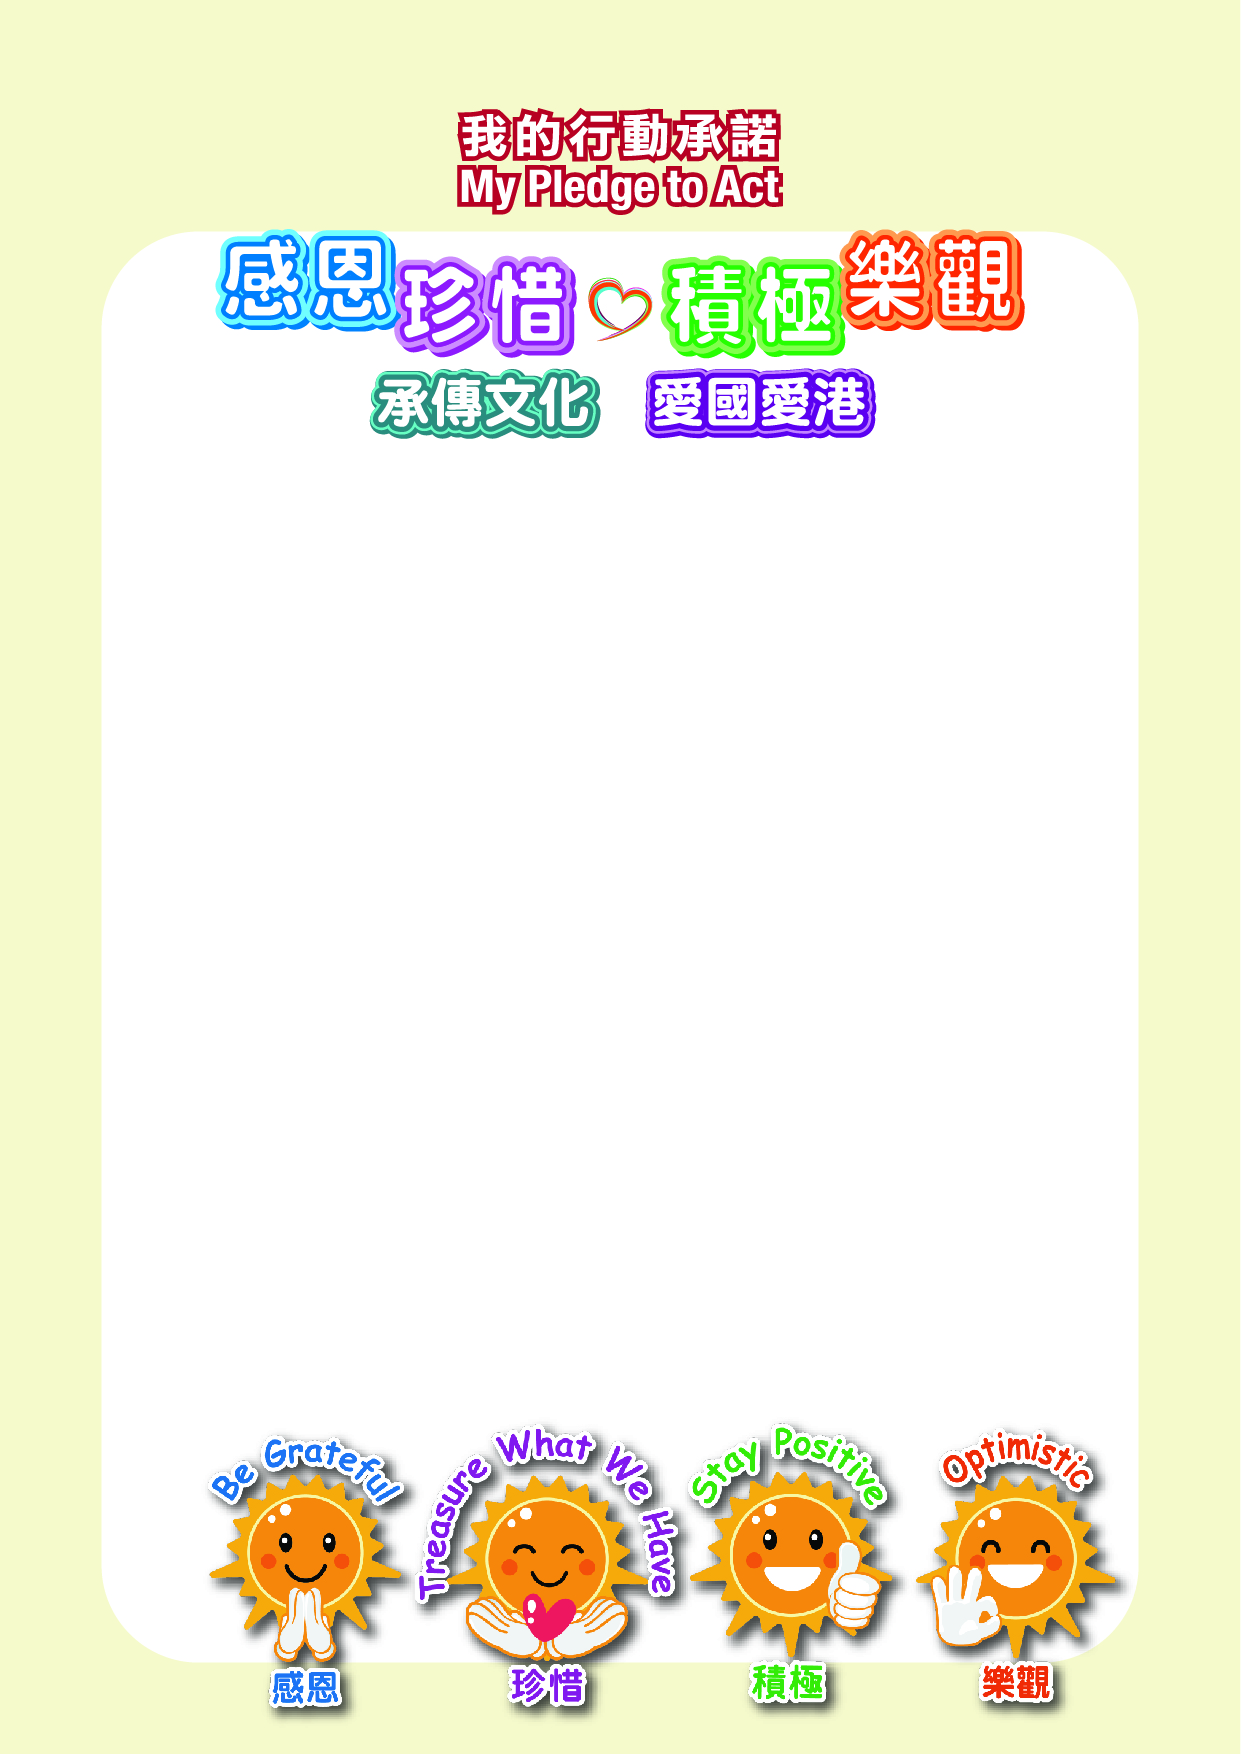 我的行動承諾
My Pledge to Act
感恩珍惜 積極樂觀
承傳文化 愛國愛港
Be Grateful
Treasure What We Have
Stay Positive
Optimistic
感恩
珍惜
積極
樂觀